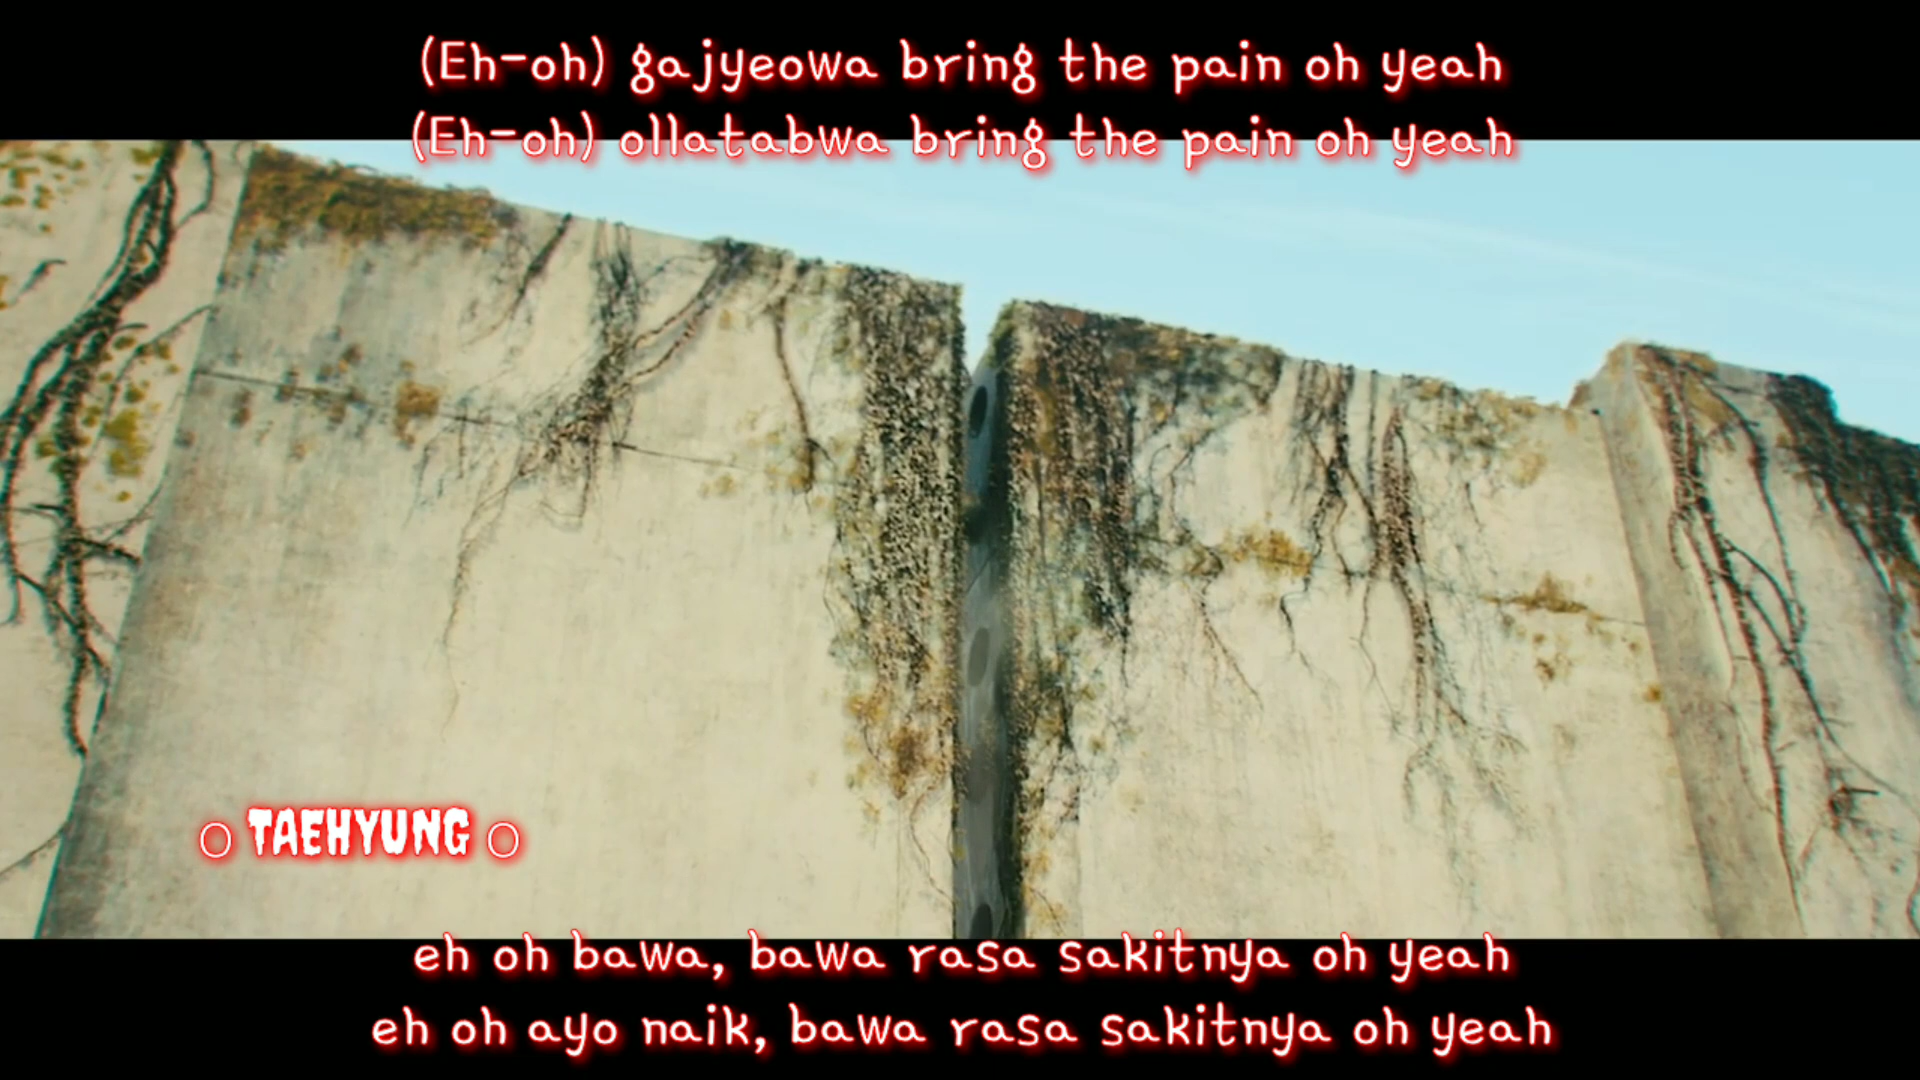 (Eh-oh) gajyeowa bring the pain oh yeah
(Eh-oh) ollatabwa bring the pain oh yeah
○ TAEHYUNG ○
eh oh bawa, bawa rasa sakitnya oh yeah
eh oh ayo naik, bawa rasa sakitnya oh yeah